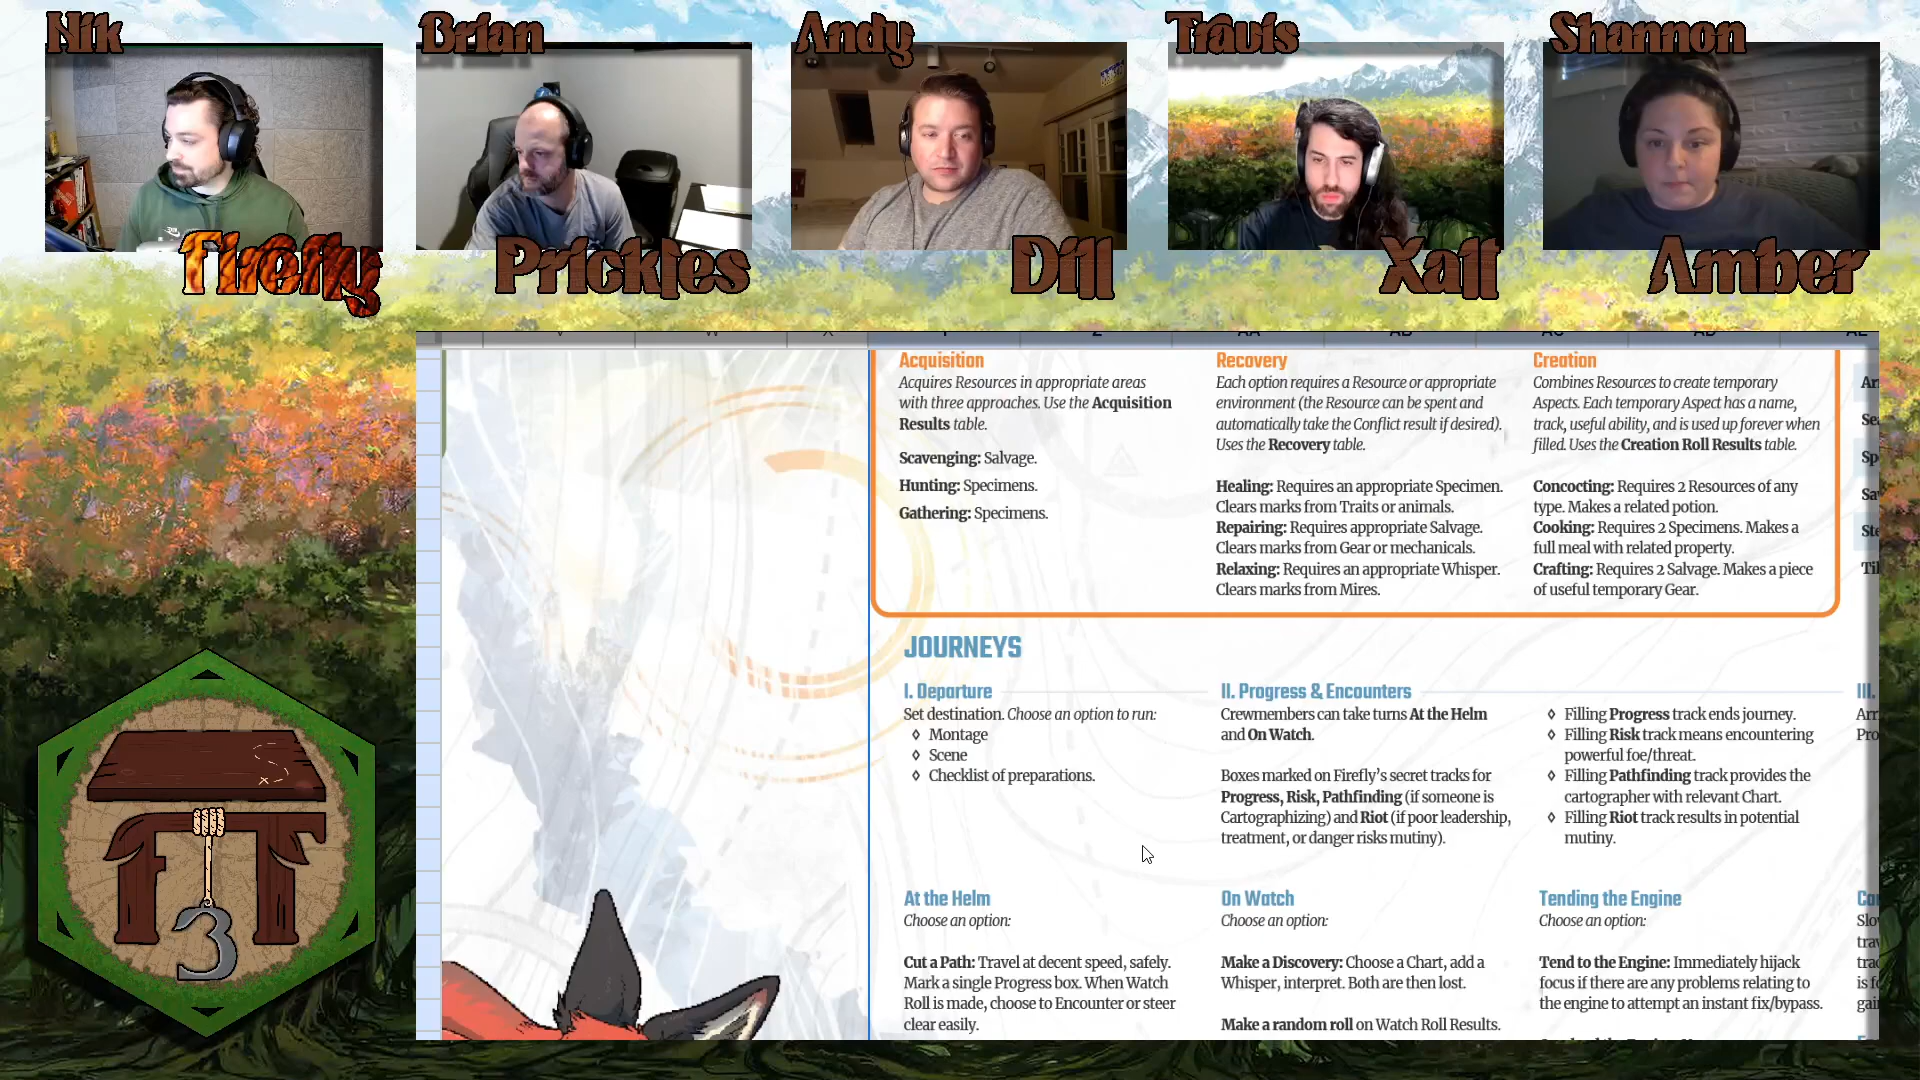 Nik
Brian
Andy
Travis
Shannon
Firefly
Prickles
Dill
Xall
Amber
Acquisition
Acquires Resources in appropriate areas
with three approaches. Use the Acquisition
Results table.
Scavenging: Salvage.
Hunting: Specimens.
Gathering: Specimens.
Recovery
Each option requires a Resource or appropriate
environment (the Resource can be spent and
automatically take the Conflict result if desired).
Uses the Recovery table.
Healing: Requires an appropriate Specimen.
Clears marks from Traits or animals.
Repairing: Requires appropriate Salvage.
Clears marks from Gear or mechanicals.
Relaxing: Requires an appropriate Whisper.
Clears marks from Mires.
Creation
Combines Resources to create temporary
Aspects. Each temporary Aspect has a name,
track, useful ability, and is used up forever when
filled. Uses the Creation Roll Results table.
Concocting: Requires 2 Resources of any
type. Makes a related potion.
Cooking: Requires 2 Specimens. Makes a
full meal with related property.
Crafting: Requires 2 Salvage. Makes a piece
of useful temporary Gear.
JOURNEYS
I. Departure
Set destination. Choose an option to run:
◊ Montage
◊ Scene
◊ Checklist of preparations.
II. Progress & Encounters
Crewmembers can take turns At the Helm
and On Watch.
Boxes marked on Firefly's secret tracks for
Progress, Risk, Pathfinding (if someone is
Cartographizing) and Riot (if poor leadership,
treatment, or danger risks mutiny).
◊ Filling Progress track ends journey.
◊ Filling Risk track means encountering
powerful foe/threat.
◊ Filling Pathfinding track provides the
cartographer with relevant Chart.
◊ Filling Riot track results in potential
mutiny.
III.
At the Helm
Choose an option:
Cut a Path: Travel at decent speed, safely.
Mark a single Progress box. When Watch
Roll is made, choose to Encounter or steer
clear easily.
On Watch
Choose an option:
Make a Discovery: Choose a Chart, add a
Whisper, interpret. Both are then lost.
Make a random roll on Watch Roll Results.
Tending the Engine
Choose an option:
Tend to the Engine: Immediately hijack
focus if there are any problems relating to
the engine to attempt an instant fix/bypass.
3